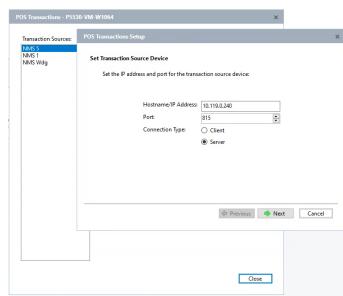 POS Transactions - P5330-VM-W1064
Transaction Sources:
NMS 5
NMS 1
NMS Wdg
POS Transactions Setup
Set Transaction Source Device
Set the IP address and port for the transaction source device:
Hostname/IP Address: 10.119.0.240
Port: 815
Connection Type: Client
Server
Previous Next Cancel
Close